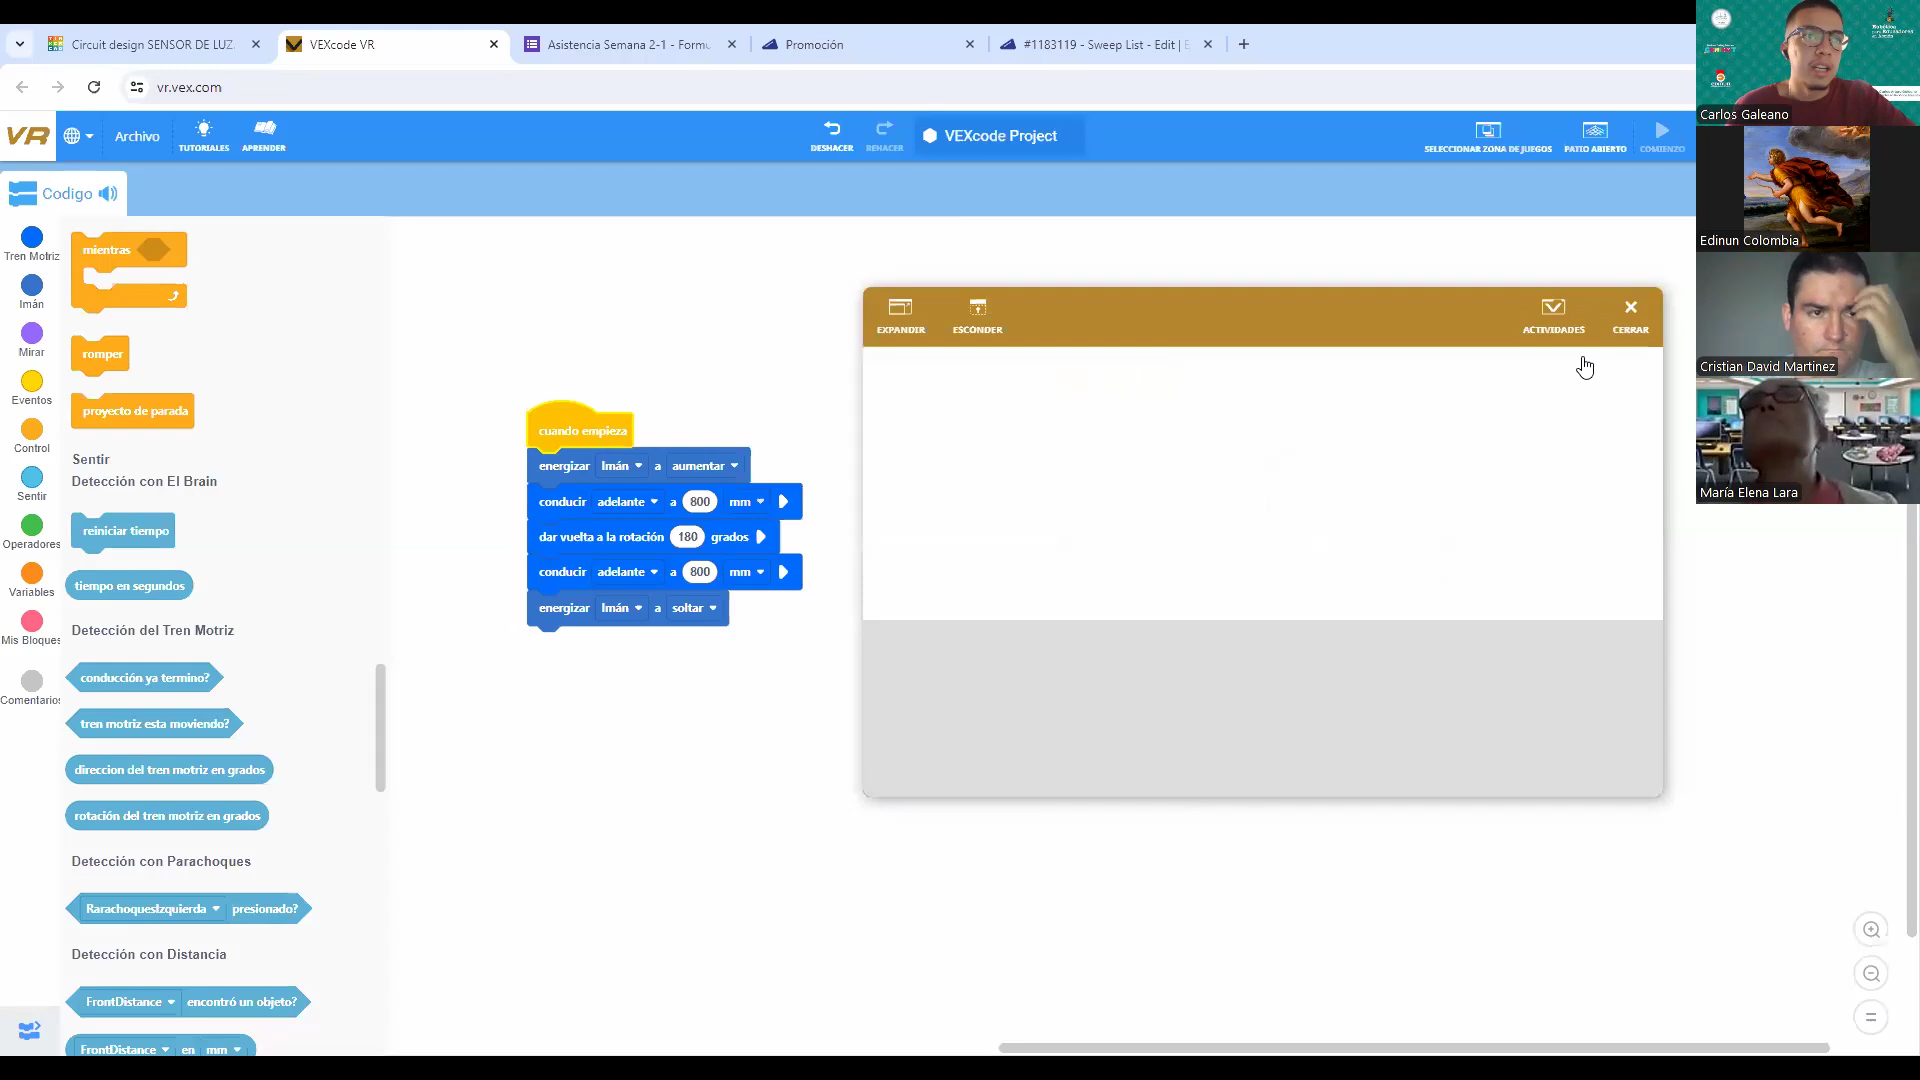 Circuit design SENSOR DE LUZ
VEXcode VR
Asistencia Semana 2-1 - Formu
Promoción
#1183119 - Sweep List - Edit | E
vr.vex.com
VR
Archivo
TUTORIALES
APRENDER
DESHACER
REHACER
VEXcode Project
SELECCIONAR ZONA DE JUEGOS
PATIO ABIERTO
COMIENZO
Codigo
Tren Motriz
Imán
Mirar
Eventos
Control
Sentir
Operadores
Variables
Mis Bloques
Comentarios
mientras
romper
proyecto de parada
Sentir
Detección con El Brain
reiniciar tiempo
tiempo en segundos
Detección del Tren Motriz
conducción ya termino?
tren motriz esta moviendo?
direccion del tren motriz en grados
rotación del tren motriz en grados
Detección con Parachoques
RarachoquesIzquierda presionado?
Detección con Distancia
FrontDistance encontró un objeto?
FrontDistance en mm
cuando empieza
energizar Imán a aumentar
conducir adelante a 800 mm
dar vuelta a la rotación 180 grados
conducir adelante a 800 mm
energizar Imán a soltar
EXPANDIR
ESCONDER
ACTIVIDADES
CERRAR
Carlos Galeano
Edinun Colombia
Cristian David Martinez
María Elena Lara